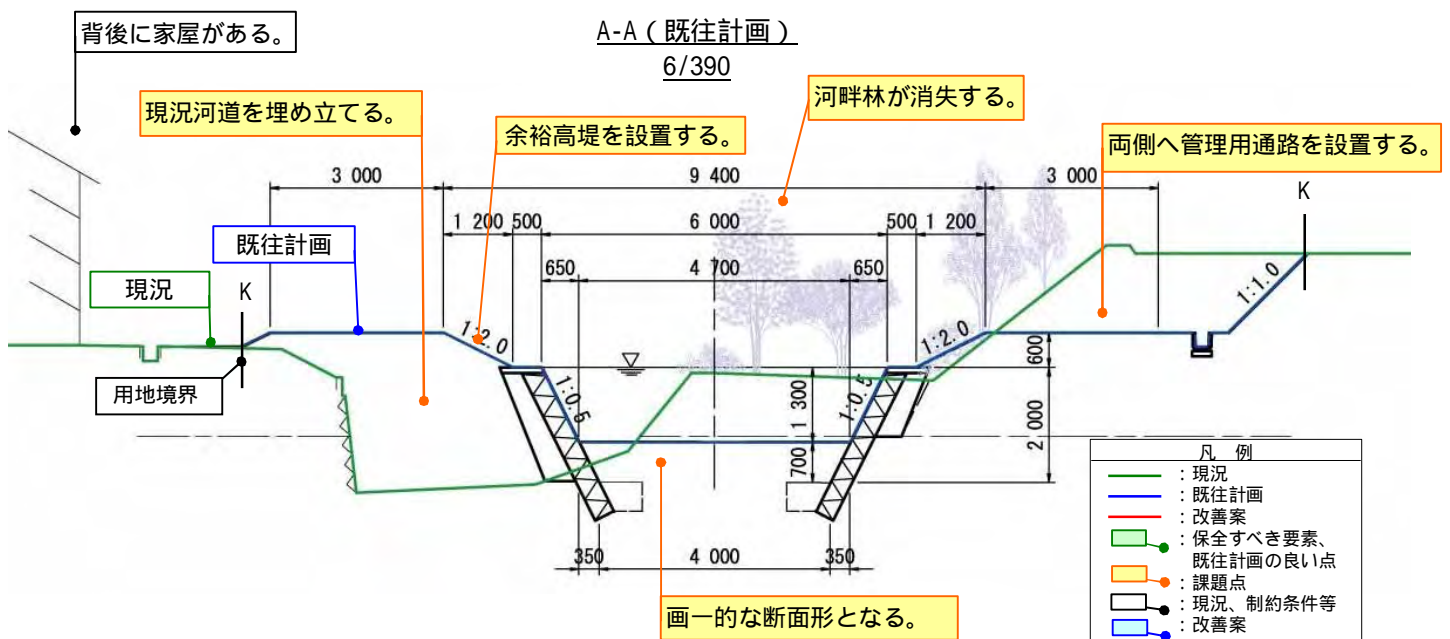 背後に家屋がある。
A-A(既往計画)
6/390
河畔林が消失する。
現況河道を埋め立てる。
余裕高堤を設置する。
両側へ管理用通路を設置する。
3 000
9 400
3 000
K
1 200
500
6 000
500
1 200
既往計画
650
4 700
650
現況
K
1:2.0
1:2.0
1:1.0
600
用地境界
1:0.5
1:0.5
1 300
2 000
700
350
4 000
350
画一的な断面形となる。
凡 例
:現況
:既往計画
:改善案
:保全すべき要素、
既往計画の良い点
:課題点
:現況、制約条件等
:改善案